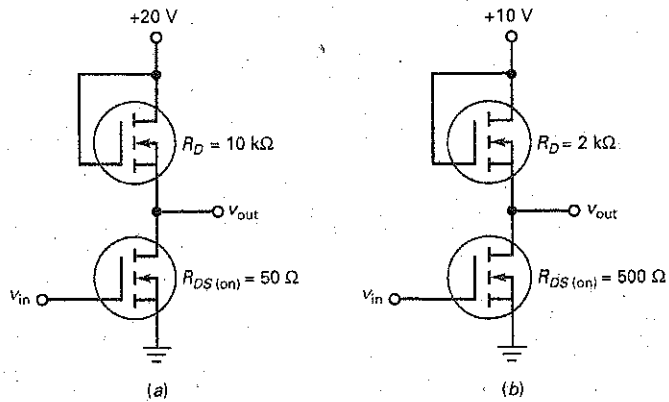 +20 V
R_D = 10 kΩ
v_out
R_DS (on) = 50 Ω
v_in
(a)
+10 V
R_D = 2 kΩ
v_out
R_DS (on) = 500 Ω
v_in
(b)